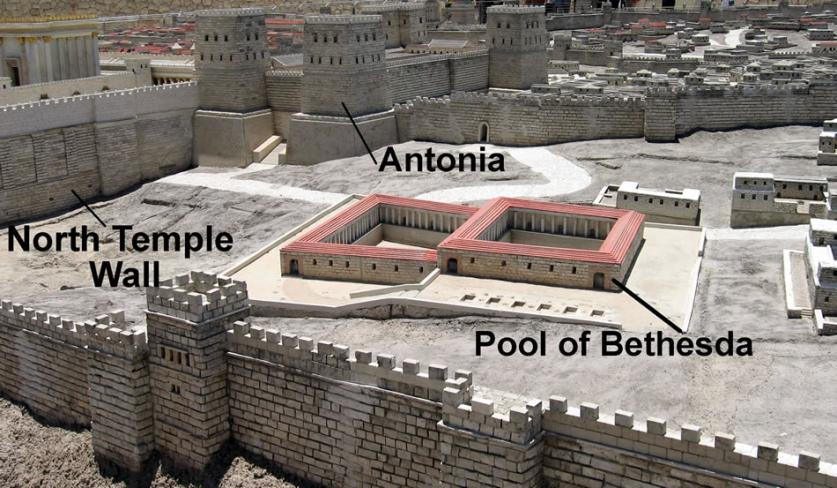 Antonia
North Temple
Wall
Pool of Bethesda